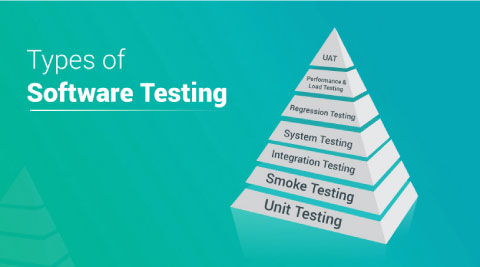 Types of
Software Testing
UAT
Performance &
Load Testing
Regression Testing
System Testing
Integration Testing
Smoke Testing
Unit Testing